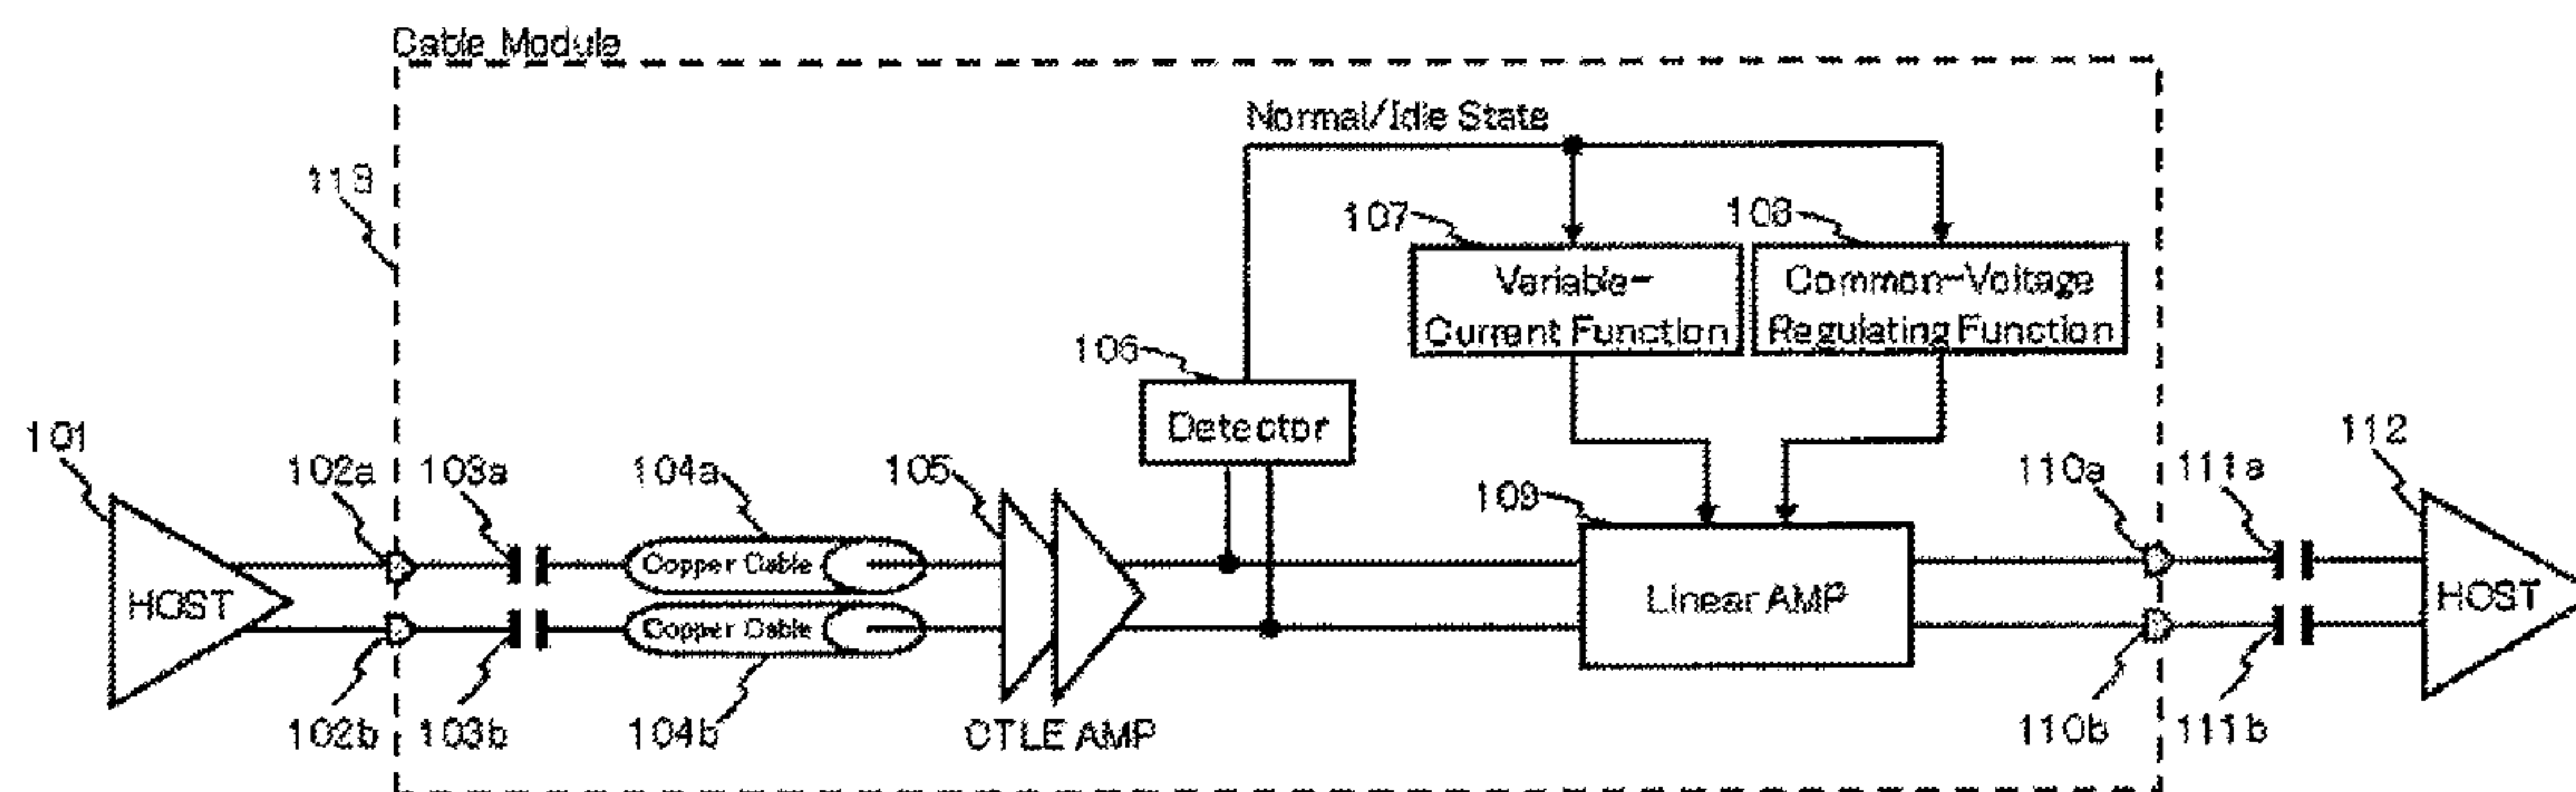 Cable Module
Normal/Idle State
113
107
108
Variable-
Current Function
Common-Voltage
Regulating Function
106
Detector
101
102a
103a
104a
105
109
110a
111a
112
HOST
Copper Cable
Copper Cable
Linear AMP
HOST
102b
103b
104b
CTLE AMP
110b
111b